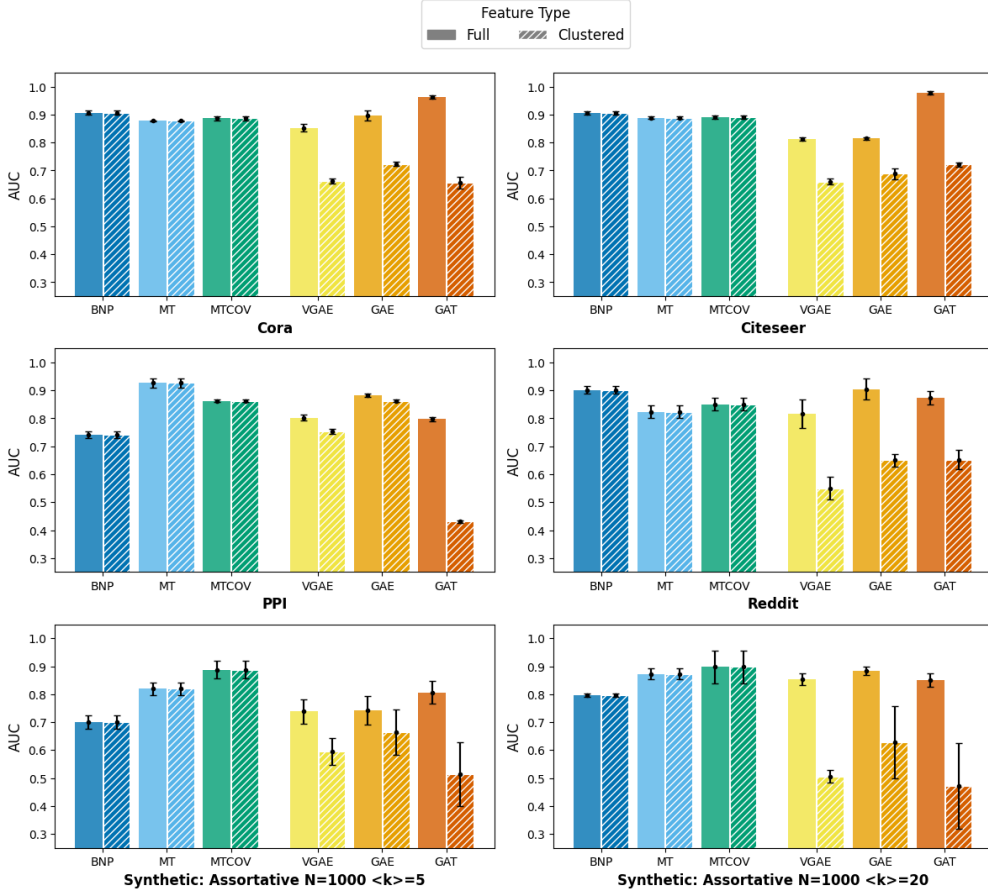 Feature Type
Full Clustered
1.0 0.9 0.8 0.7 0.6 0.5 0.4 0.3
AUC
BNP MT MTCOV VGAE GAE GAT
Cora
1.0 0.9 0.8 0.7 0.6 0.5 0.4 0.3
AUC
BNP MT MTCOV VGAE GAE GAT
Citeseer
1.0 0.9 0.8 0.7 0.6 0.5 0.4 0.3
AUC
BNP MT MTCOV VGAE GAE GAT
PPI
1.0 0.9 0.8 0.7 0.6 0.5 0.4 0.3
AUC
BNP MT MTCOV VGAE GAE GAT
Reddit
1.0 0.9 0.8 0.7 0.6 0.5 0.4 0.3
AUC
BNP MT MTCOV VGAE GAE GAT
Synthetic: Assortative N=1000 <k>=5
1.0 0.9 0.8 0.7 0.6 0.5 0.4 0.3
AUC
BNP MT MTCOV VGAE GAE GAT
Synthetic: Assortative N=1000 <k>=20